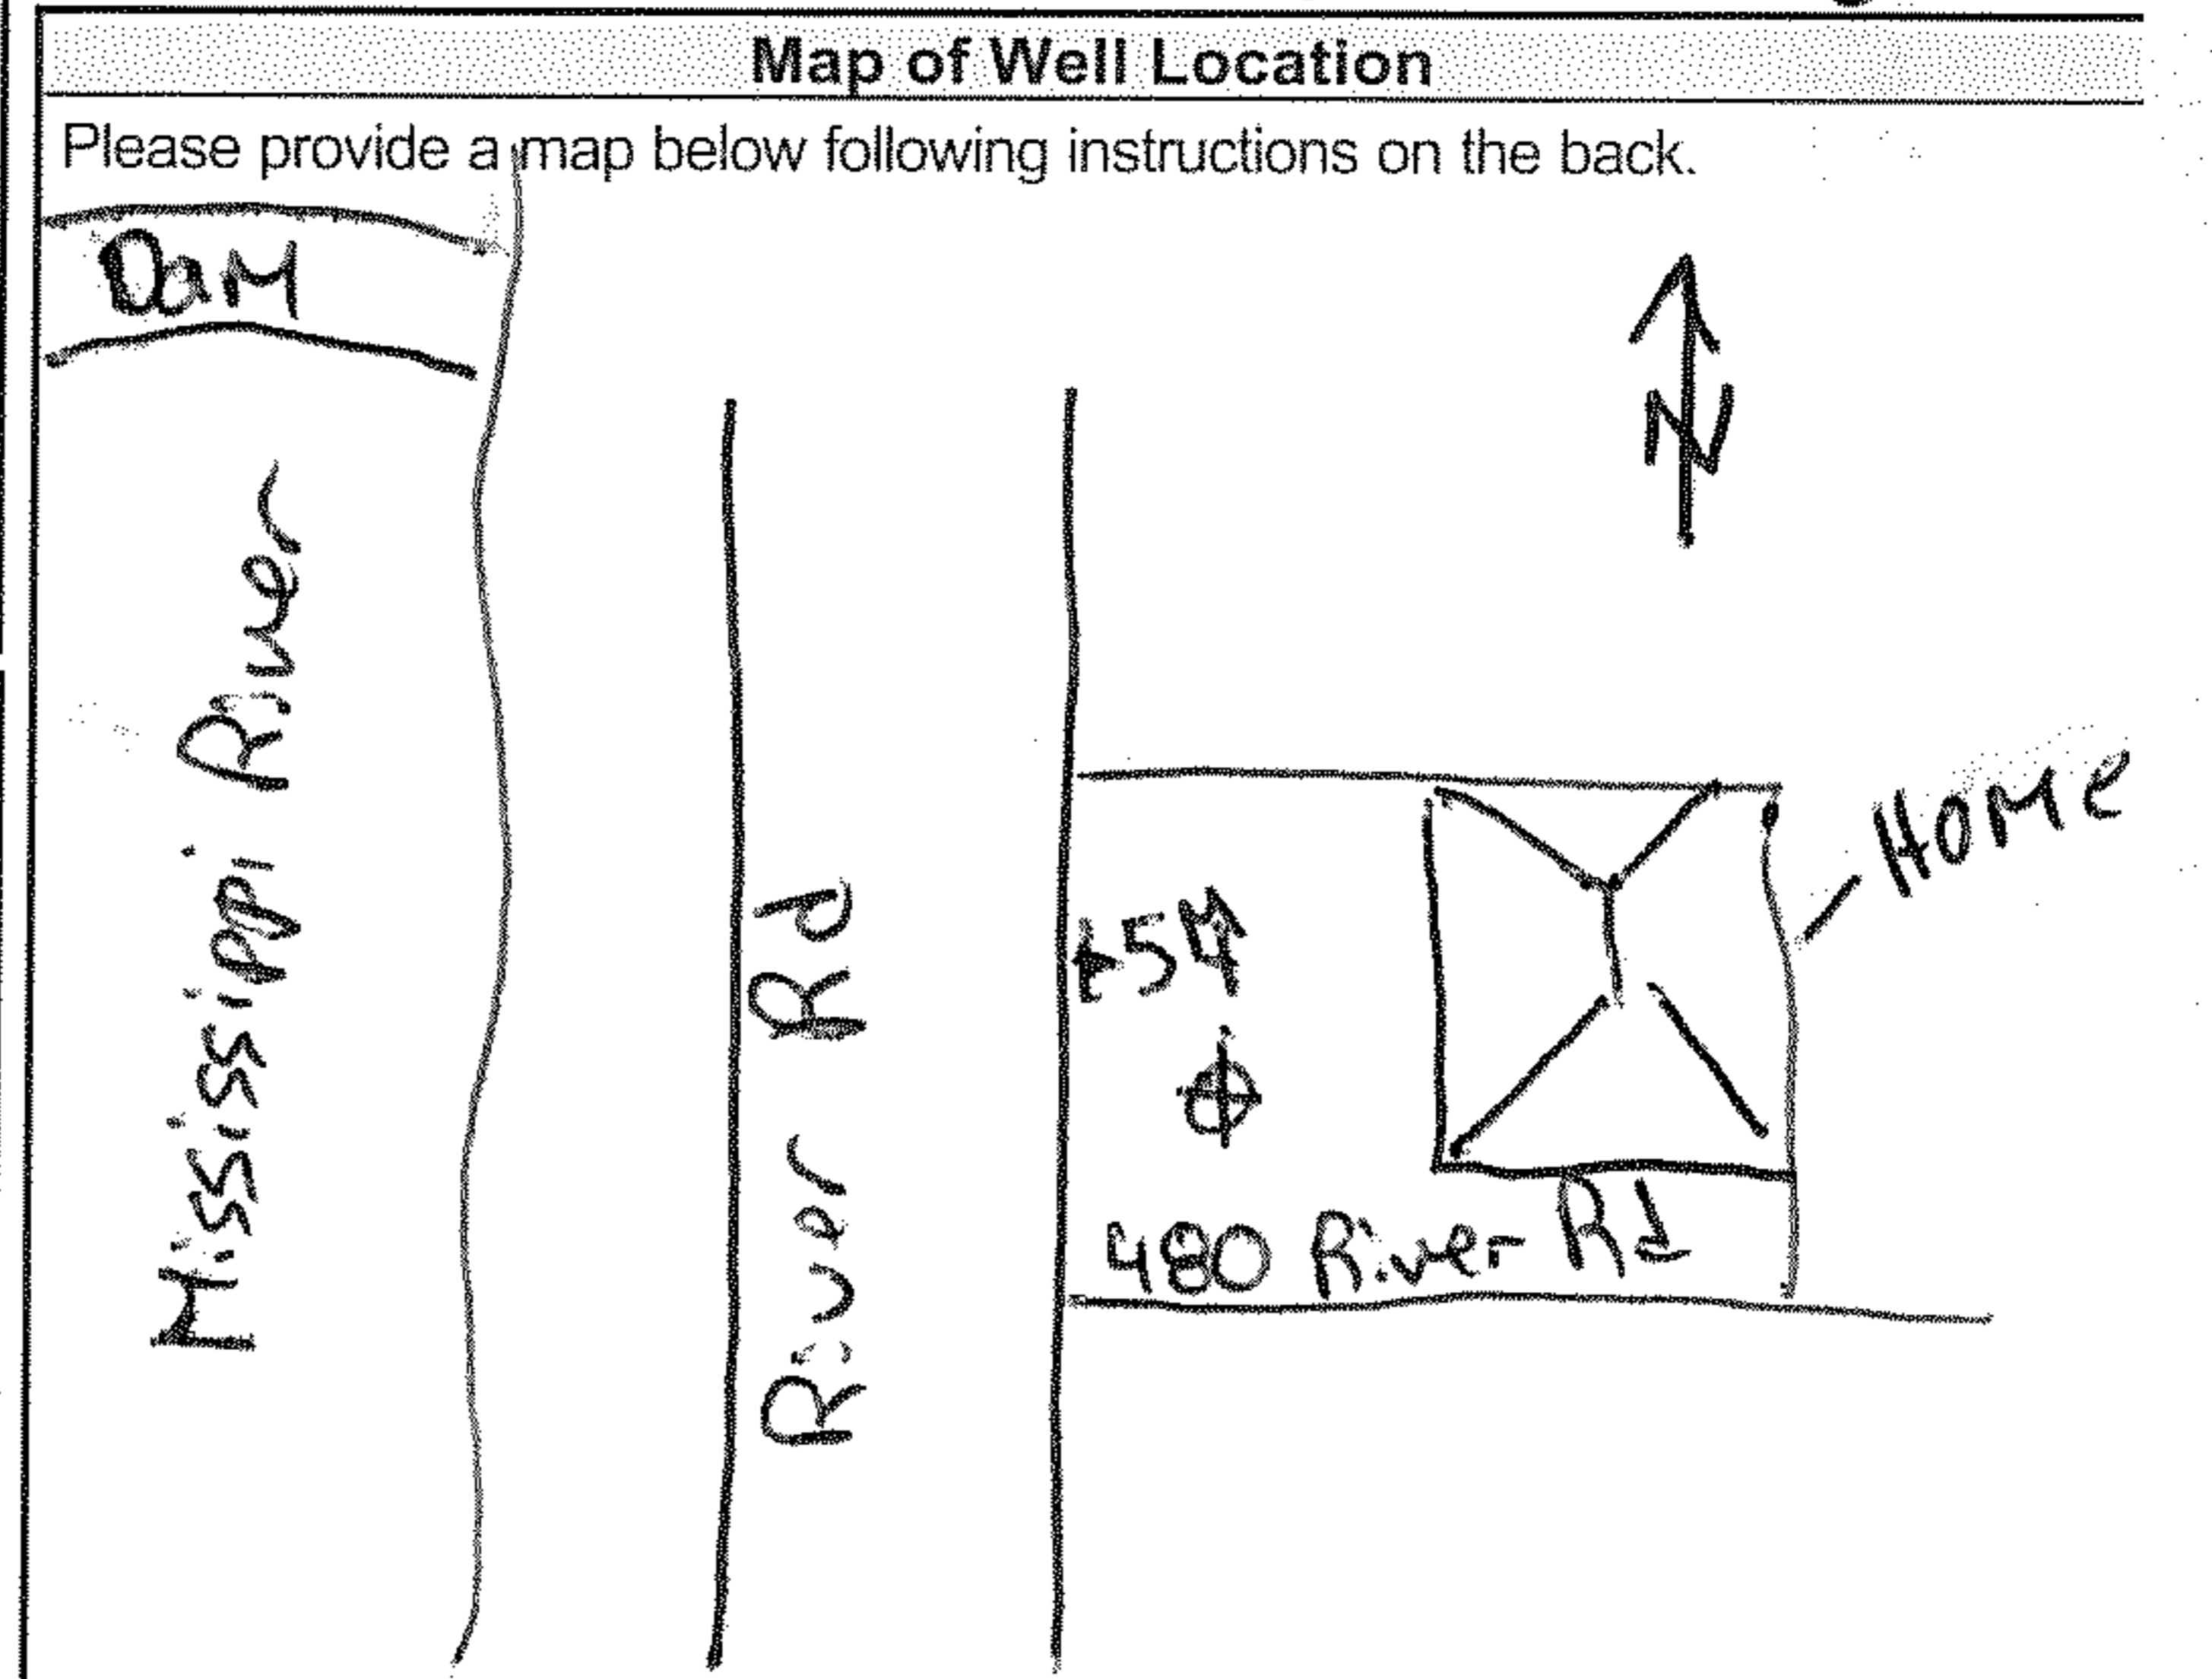 Map of Well Location
Please provide a map below following instructions on the back.
DaM
N
Mississippi River
River Rd
HOMe
480 River Rd